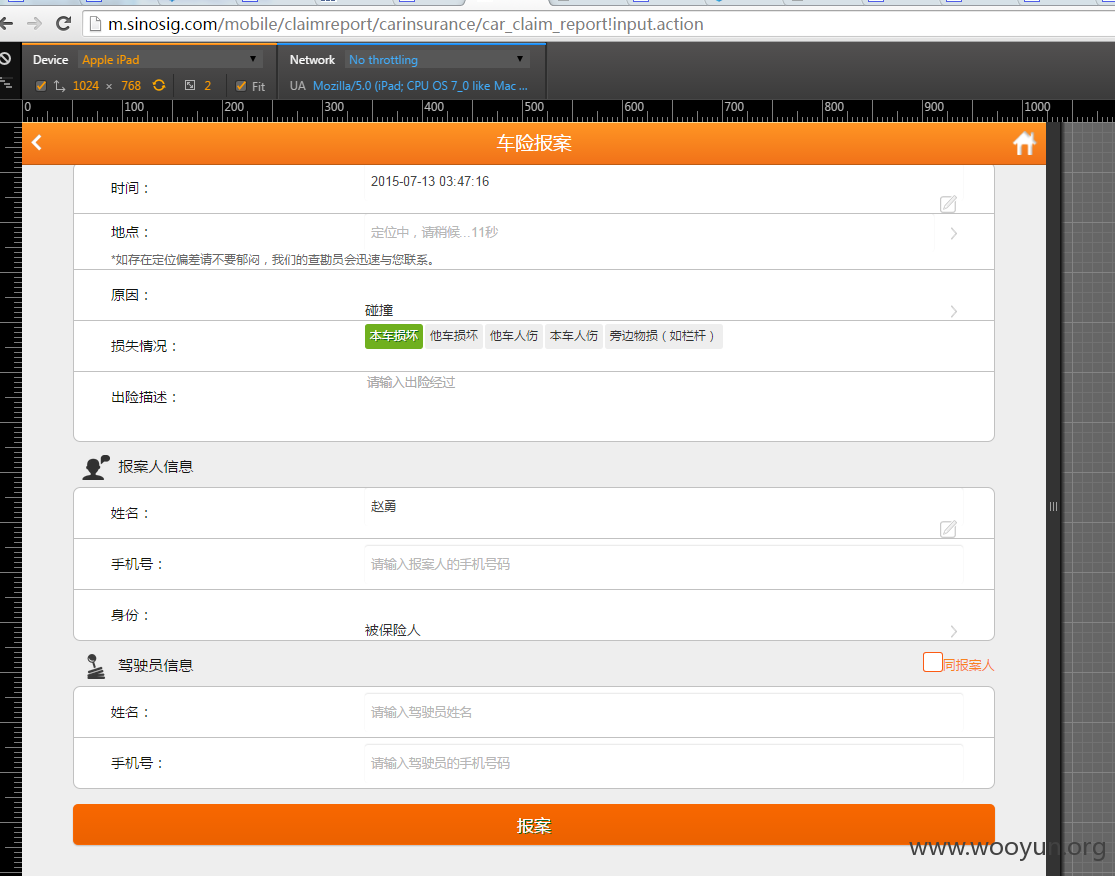 m.sinosig.com/mobile/claimreport/carinsurance/car_claim_report!input.action
Device Apple iPad Network No throttling
1024 × 768 2 Fit UA Mozilla/5.0 (iPad; CPU OS 7_0 like Mac ...
0 100 200 300 400 500 600 700 800 900 1000
车险报案
时间： 2015-07-13 03:47:16
地点： 定位中，请稍候...11秒
*如存在定位偏差请不要郁闷，我们的查勘员会迅速与您联系。
原因： 碰撞
损失情况： 本车损坏 他车损坏 他车人伤 本车人伤 旁边物损（如栏杆）
出险描述： 请输入出险经过
报案人信息
姓名： 赵勇
手机号： 请输入报案人的手机号码
身份： 被保险人
驾驶员信息 同报案人
姓名： 请输入驾驶员姓名
手机号： 请输入驾驶员的手机号码
报案
www.wooyun.org